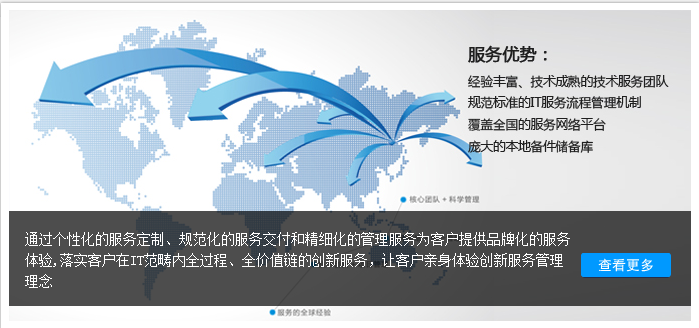 服务优势：
经验丰富、技术成熟的技术服务团队
规范标准的IT服务流程管理机制
覆盖全国的服务网络平台
庞大的本地备件储备库
核心团队 + 科学管理
通过个性化的服务定制、规范化的服务交付和精细化的管理服务为客户提供品牌化的服务
体验,落实客户在IT范畴内全过程、全价值链的创新服务，让客户亲身体验创新服务管理
理念
查看更多
服务的全球经验